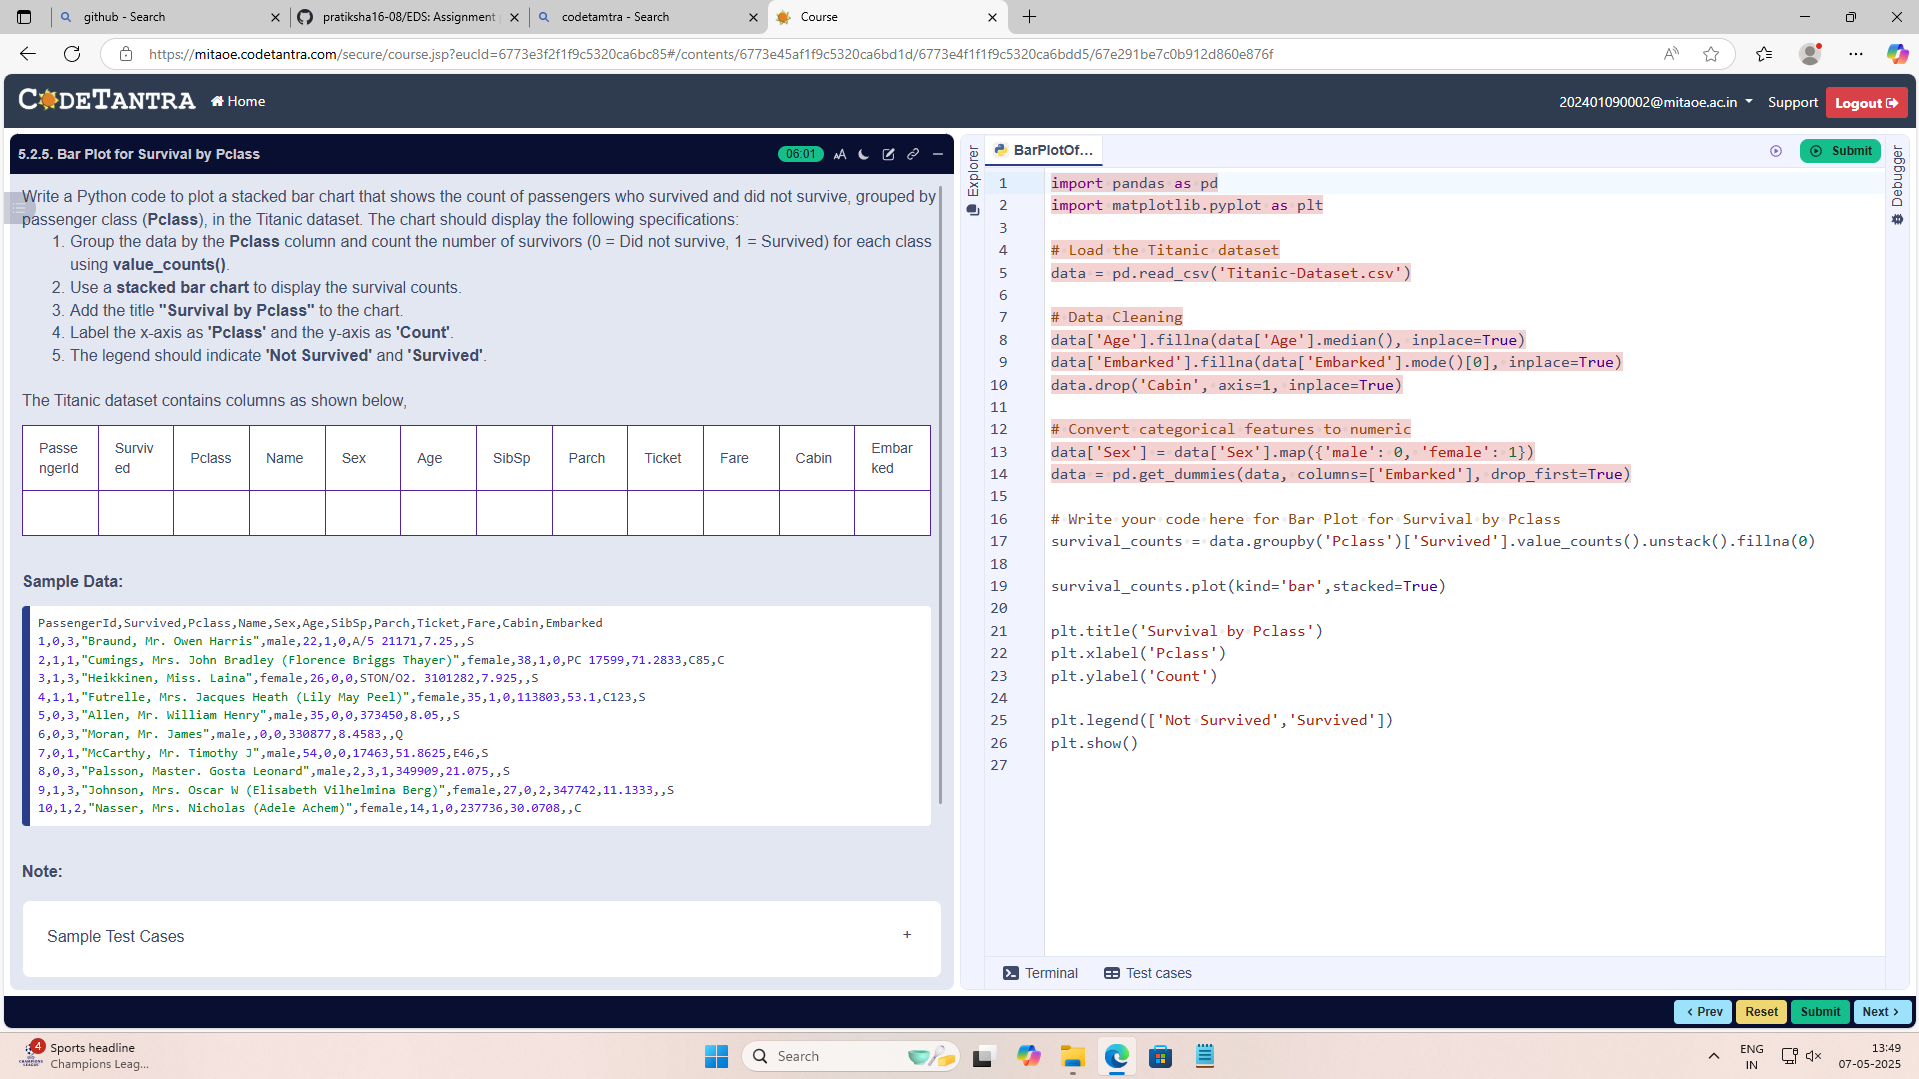 github - Search
pratiksha16-08/EDS: Assignment
codetamtra - Search
Course
https://mitaoe.codetantra.com/secure/course.jsp?eucId=6773e3f2f1f9c5320ca6bc85#/contents/6773e45af1f9c5320ca6bd1d/6773e4f1f1f9c5320ca6bdd5/67e291be7c0b912d860e876f
CODETANTRA
Home
202401090002@mitaoe.ac.in
Support
Logout
5.2.5. Bar Plot for Survival by Pclass
06:01
Write a Python code to plot a stacked bar chart that shows the count of passengers who survived and did not survive, grouped by
passenger class (Pclass), in the Titanic dataset. The chart should display the following specifications:
1. Group the data by the Pclass column and count the number of survivors (0 = Did not survive, 1 = Survived) for each class
using value_counts().
2. Use a stacked bar chart to display the survival counts.
3. Add the title "Survival by Pclass" to the chart.
4. Label the x-axis as 'Pclass' and the y-axis as 'Count'.
5. The legend should indicate 'Not Survived' and 'Survived'.
The Titanic dataset contains columns as shown below,
Passe
ngerId
Surviv
ed
Pclass
Name
Sex
Age
SibSp
Parch
Ticket
Fare
Cabin
Embar
ked
Sample Data:
PassengerId,Survived,Pclass,Name,Sex,Age,SibSp,Parch,Ticket,Fare,Cabin,Embarked
1,0,3,"Braund, Mr. Owen Harris",male,22,1,0,A/5 21171,7.25,,S
2,1,1,"Cumings, Mrs. John Bradley (Florence Briggs Thayer)",female,38,1,0,PC 17599,71.2833,C85,C
3,1,3,"Heikkinen, Miss. Laina",female,26,0,0,STON/O2. 3101282,7.925,,S
4,1,1,"Futrelle, Mrs. Jacques Heath (Lily May Peel)",female,35,1,0,113803,53.1,C123,S
5,0,3,"Allen, Mr. William Henry",male,35,0,0,373450,8.05,,S
6,0,3,"Moran, Mr. James",male,,0,0,330877,8.4583,,Q
7,0,1,"McCarthy, Mr. Timothy J",male,54,0,0,17463,51.8625,E46,S
8,0,3,"Palsson, Master. Gosta Leonard",male,2,3,1,349909,21.075,,S
9,1,3,"Johnson, Mrs. Oscar W (Elisabeth Vilhelmina Berg)",female,27,0,2,347742,11.1333,,S
10,1,2,"Nasser, Mrs. Nicholas (Adele Achem)",female,14,1,0,237736,30.0708,,C
Note:
Sample Test Cases
+
Explorer
BarPlotOf...
Submit
Debugger
1 import pandas as pd
2 import matplotlib.pyplot as plt
3
4 # Load the Titanic dataset
5 data = pd.read_csv('Titanic-Dataset.csv')
6
7 # Data Cleaning
8 data['Age'].fillna(data['Age'].median(), inplace=True)
9 data['Embarked'].fillna(data['Embarked'].mode()[0], inplace=True)
10 data.drop('Cabin', axis=1, inplace=True)
11
12 # Convert categorical features to numeric
13 data['Sex'] = data['Sex'].map({'male': 0, 'female': 1})
14 data = pd.get_dummies(data, columns=['Embarked'], drop_first=True)
15
16 # Write your code here for Bar Plot for Survival by Pclass
17 survival_counts = data.groupby('Pclass')['Survived'].value_counts().unstack().fillna(0)
18
19 survival_counts.plot(kind='bar',stacked=True)
20
21 plt.title('Survival by Pclass')
22 plt.xlabel('Pclass')
23 plt.ylabel('Count')
24
25 plt.legend(['Not Survived','Survived'])
26 plt.show()
27
Terminal
Test cases
< Prev
Reset
Submit
Next >
4
Sports headline
Champions Leag...
Search
ENG
IN
13:49
07-05-2025